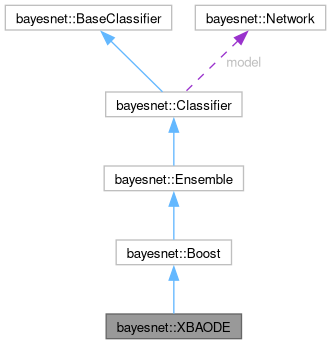 bayesnet::BaseClassifier
bayesnet::Network
model
bayesnet::Classifier
bayesnet::Ensemble
bayesnet::Boost
bayesnet::XBAODE